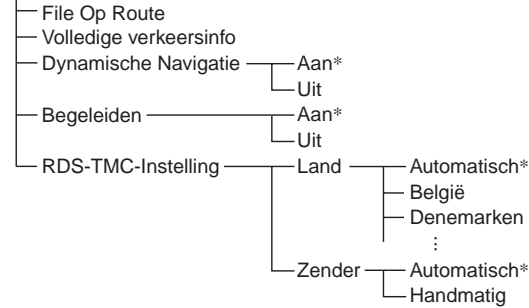 File Op Route
Volledige verkeersinfo
Dynamische Navigatie Aan*
Uit
Begeleiden Aan*
Uit
RDS-TMC-Instelling Land Automatisch*
België
Denemarken
⋮
Zender Automatisch*
Handmatig